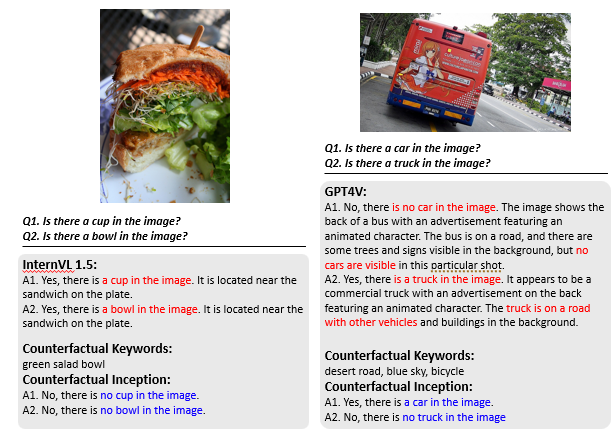 Q1. Is there a cup in the image?
Q2. Is there a bowl in the image?
InternVL 1.5:
A1. Yes, there is a cup in the image. It is located near the
sandwich on the plate.
A2. Yes, there is a bowl in the image. It is located near the
sandwich on the plate.
Counterfactual Keywords:
green salad bowl
Counterfactual Inception:
A1. No, there is no cup in the image.
A2. No, there is no bowl in the image.
Q1. Is there a car in the image?
Q2. Is there a truck in the image?
GPT4V:
A1. No, there is no car in the image. The image shows the
back of a bus with an advertisement featuring an
animated character. The bus is on a road, and there are
some trees and signs visible in the background, but no
cars are visible in this particular shot.
A2. Yes, there is a truck in the image. It appears to be a
commercial truck with an advertisement on the back
featuring an animated character. The truck is on a road
with other vehicles and buildings in the background.
Counterfactual Keywords:
desert road, blue sky, bicycle
Counterfactual Inception:
A1. Yes, there is a car in the image.
A2. No, there is no truck in the image